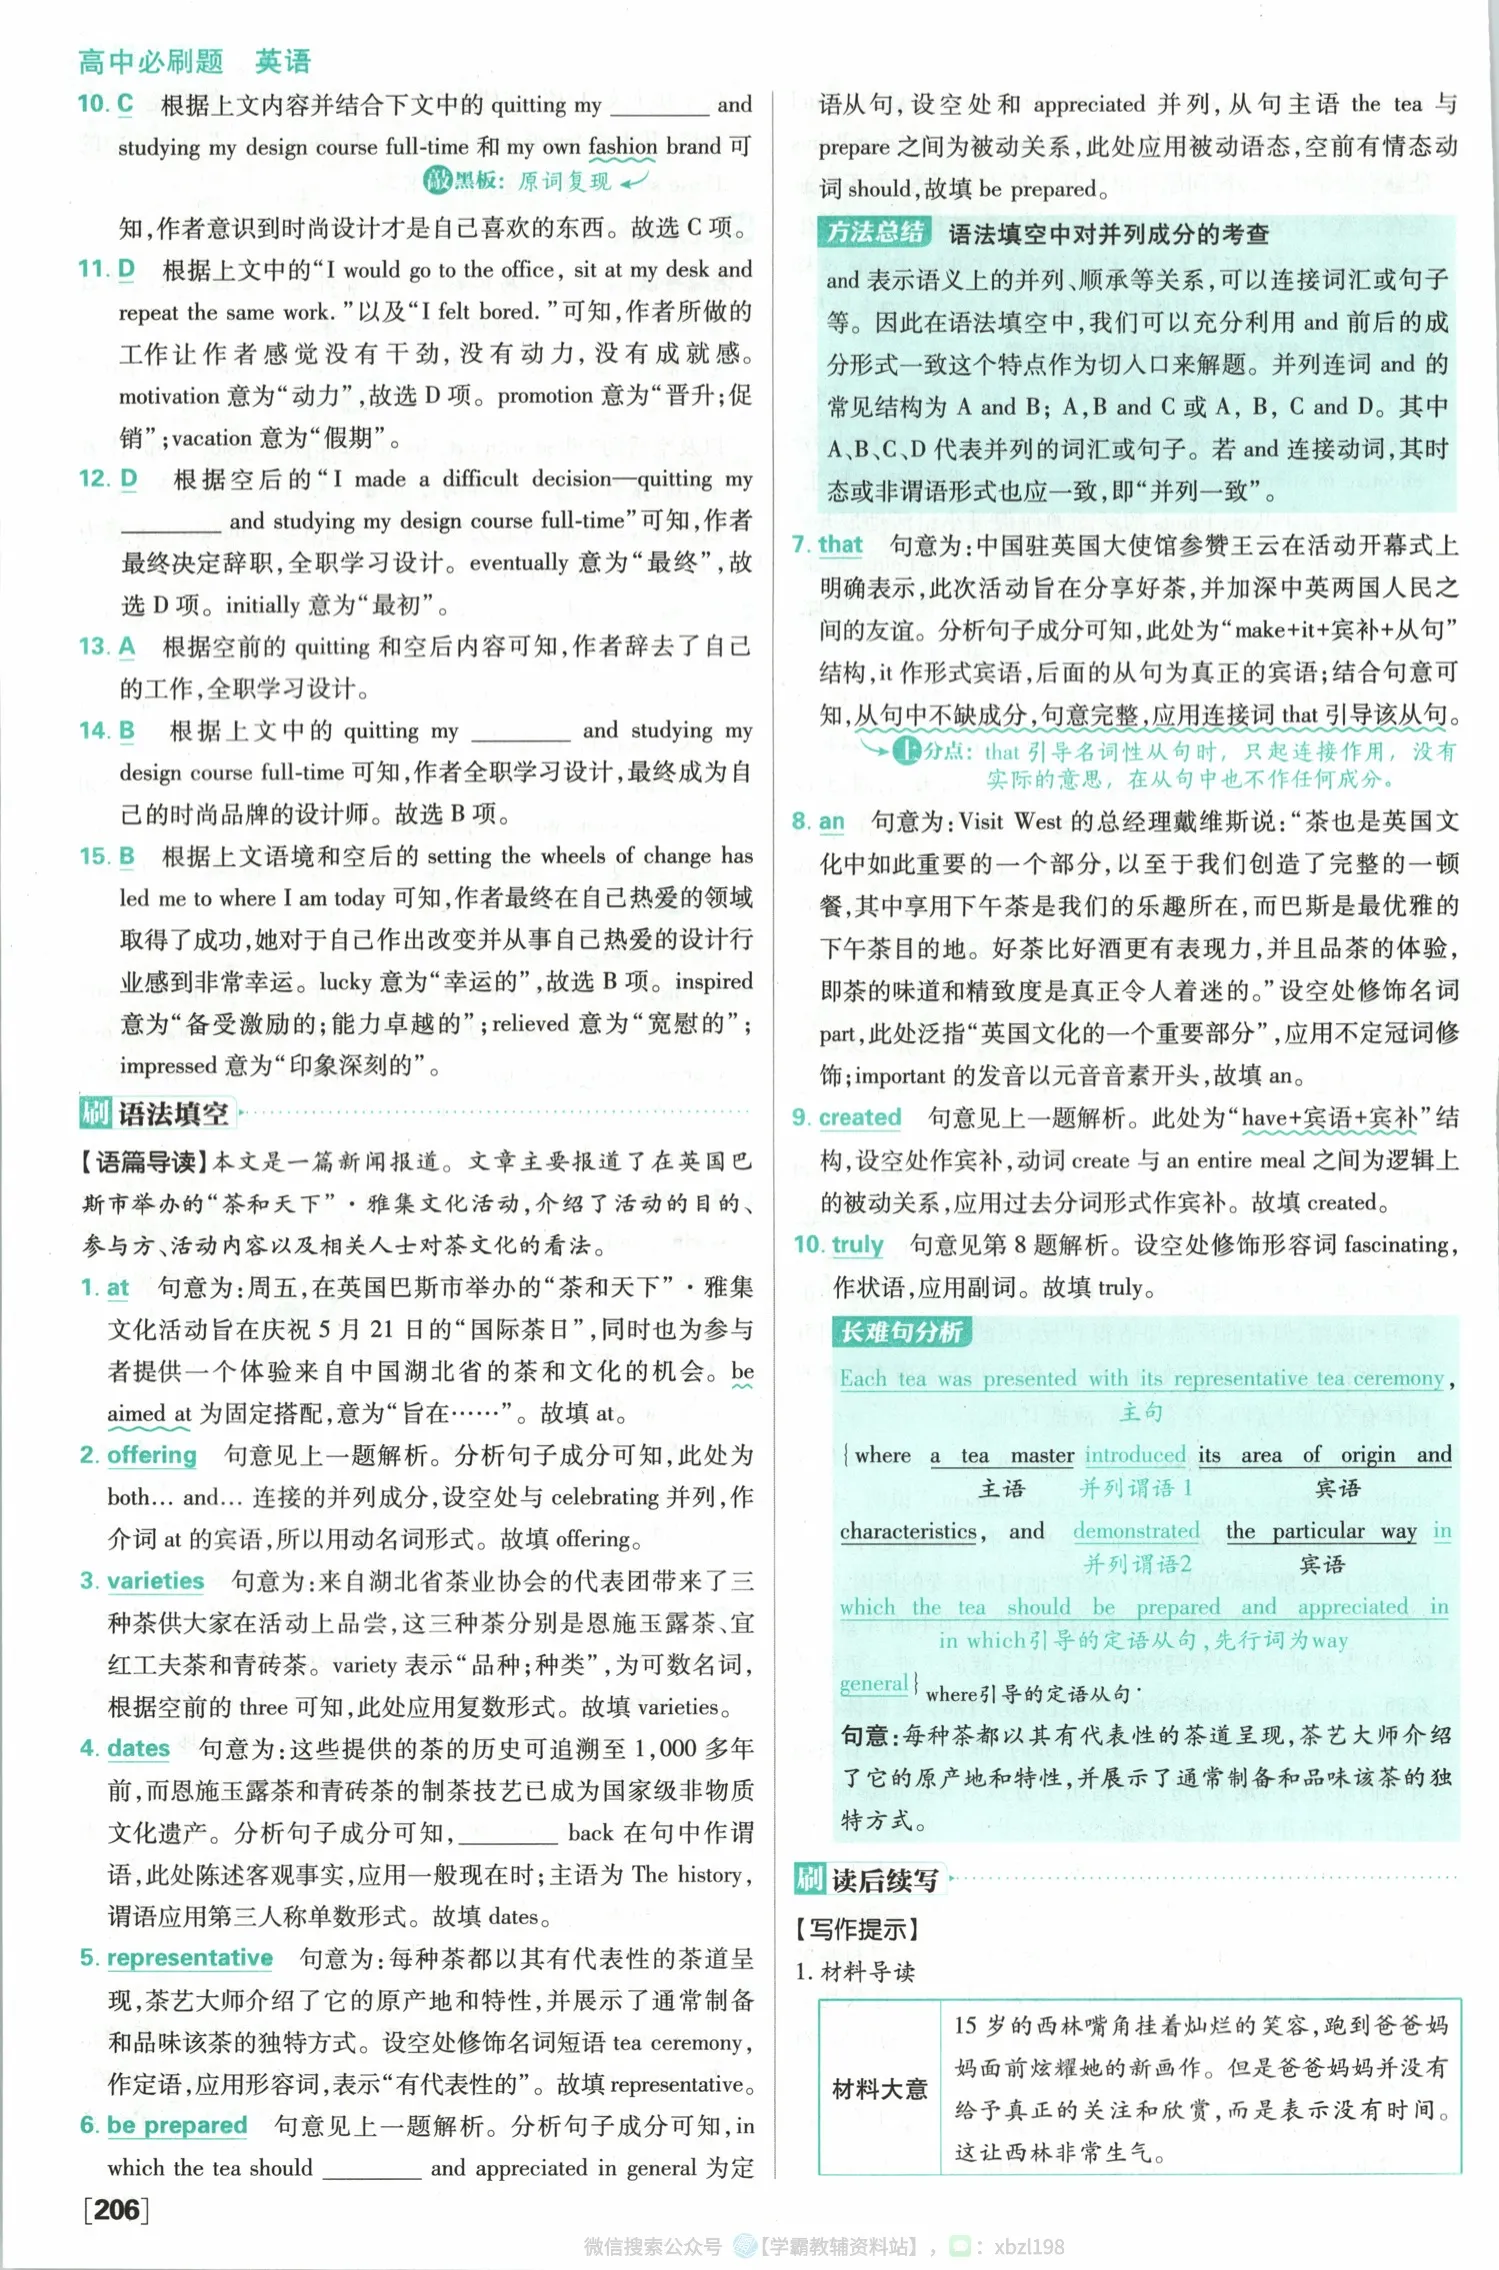 高中必刷题 英语
10. C 根据上文内容并结合下文中的 quitting my ________ and
studying my design course full-time 和 my own fashion brand 可
敲黑板：原词复现
知,作者意识到时尚设计才是自己喜欢的东西。故选 C 项。
11. D 根据上文中的“I would go to the office, sit at my desk and
repeat the same work.”以及“I felt bored.”可知,作者所做的
工作让作者感觉没有干劲,没有动力,没有成就感。
motivation 意为“动力”,故选 D 项。promotion 意为“晋升;促
销”;vacation 意为“假期”。
12. D 根据空后的“I made a difficult decision—quitting my
________ and studying my design course full-time”可知,作者
最终决定辞职,全职学习设计。eventually 意为“最终”,故
选 D 项。initially 意为“最初”。
13. A 根据空前的 quitting 和空后内容可知,作者辞去了自己
的工作,全职学习设计。
14. B 根据上文中的 quitting my ________ and studying my
design course full-time 可知,作者全职学习设计,最终成为自
己的时尚品牌的设计师。故选 B 项。
15. B 根据上文语境和空后的 setting the wheels of change has
led me to where I am today 可知,作者最终在自己热爱的领域
取得了成功,她对于自己作出改变并从事自己热爱的设计行
业感到非常幸运。lucky 意为“幸运的”,故选 B 项。inspired
意为“备受激励的;能力卓越的”;relieved 意为“宽慰的”;
impressed 意为“印象深刻的”。
刷 语法填空
【语篇导读】本文是一篇新闻报道。文章主要报道了在英国巴
斯市举办的“茶和天下”·雅集文化活动,介绍了活动的目的、
参与方、活动内容以及相关人士对茶文化的看法。
1. at 句意为:周五,在英国巴斯市举办的“茶和天下”·雅集
文化活动旨在庆祝 5 月 21 日的“国际茶日”,同时也为参与
者提供一个体验来自中国湖北省的茶和文化的机会。be
aimed at 为固定搭配,意为“旨在……”。故填 at。
2. offering 句意见上一题解析。分析句子成分可知,此处为
both... and... 连接的并列成分,设空处与 celebrating 并列,作
介词 at 的宾语,所以用动名词形式。故填 offering。
3. varieties 句意为:来自湖北省茶业协会的代表团带来了三
种茶供大家在活动上品尝,这三种茶分别是恩施玉露茶、宜
红工夫茶和青砖茶。variety 表示“品种;种类”,为可数名词,
根据空前的 three 可知,此处应用复数形式。故填 varieties。
4. dates 句意为:这些提供的茶的历史可追溯至 1,000 多年
前,而恩施玉露茶和青砖茶的制茶技艺已成为国家级非物质
文化遗产。分析句子成分可知,________ back 在句中作谓
语,此处陈述客观事实,应用一般现在时;主语为 The history,
谓语应用第三人称单数形式。故填 dates。
5. representative 句意为:每种茶都以其有代表性的茶道呈
现,茶艺大师介绍了它的原产地和特性,并展示了通常制备
和品味该茶的独特方式。设空处修饰名词短语 tea ceremony,
作定语,应用形容词,表示“有代表性的”。故填 representative。
6. be prepared 句意见上一题解析。分析句子成分可知,in
which the tea should ________ and appreciated in general 为定
[206]
语从句,设空处和 appreciated 并列,从句主语 the tea 与
prepare 之间为被动关系,此处应用被动语态,空前有情态动
词 should,故填 be prepared。
方法总结 语法填空中对并列成分的考查
and 表示语义上的并列、顺承等关系,可以连接词汇或句子
等。因此在语法填空中,我们可以充分利用 and 前后的成
分形式一致这个特点作为切入口来解题。并列连词 and 的
常见结构为 A and B; A,B and C 或 A, B, C and D。其中
A、B、C、D 代表并列的词汇或句子。若 and 连接动词,其时
态或非谓语形式也应一致,即“并列一致”。
7. that 句意为:中国驻英国大使馆参赞王云在活动开幕式上
明确表示,此次活动旨在分享好茶,并加深中英两国人民之
间的友谊。分析句子成分可知,此处为“make+it+宾补+从句”
结构,it 作形式宾语,后面的从句为真正的宾语;结合句意可
知,从句中不缺成分,句意完整,应用连接词 that 引导该从句。
上分点：that 引导名词性从句时，只起连接作用，没有
实际的意思，在从句中也不作任何成分。
8. an 句意为:Visit West 的总经理戴维斯说:“茶也是英国文
化中如此重要的一个部分,以至于我们创造了完整的一顿
餐,其中享用下午茶是我们的乐趣所在,而巴斯是最优雅的
下午茶目的地。好茶比好酒更有表现力,并且品茶的体验,
即茶的味道和精致度是真正令人着迷的。”设空处修饰名词
part,此处泛指“英国文化的一个重要部分”,应用不定冠词修
饰;important 的发音以元音音素开头,故填 an。
9. created 句意见上一题解析。此处为“have+宾语+宾补”结
构,设空处作宾补,动词 create 与 an entire meal 之间为逻辑上
的被动关系,应用过去分词形式作宾补。故填 created。
10. truly 句意见第 8 题解析。设空处修饰形容词 fascinating,
作状语,应用副词。故填 truly。
长难句分析
Each tea was presented with its representative tea ceremony,
主句
{where a tea master introduced its area of origin and
主语 并列谓语 1 宾语
characteristics, and demonstrated the particular way in
并列谓语2 宾语
which the tea should be prepared and appreciated in
in which引导的定语从句,先行词为way
general} where引导的定语从句.
句意:每种茶都以其有代表性的茶道呈现,茶艺大师介绍
了它的原产地和特性,并展示了通常制备和品味该茶的独
特方式。
刷 读后续写
【写作提示】
1. 材料导读
材料大意
15 岁的西林嘴角挂着灿烂的笑容,跑到爸爸妈
妈面前炫耀她的新画作。但是爸爸妈妈并没有
给予真正的关注和欣赏,而是表示没有时间。
这让西林非常生气。
微信搜索公众号 【学霸教辅资料站】, : xbzl198